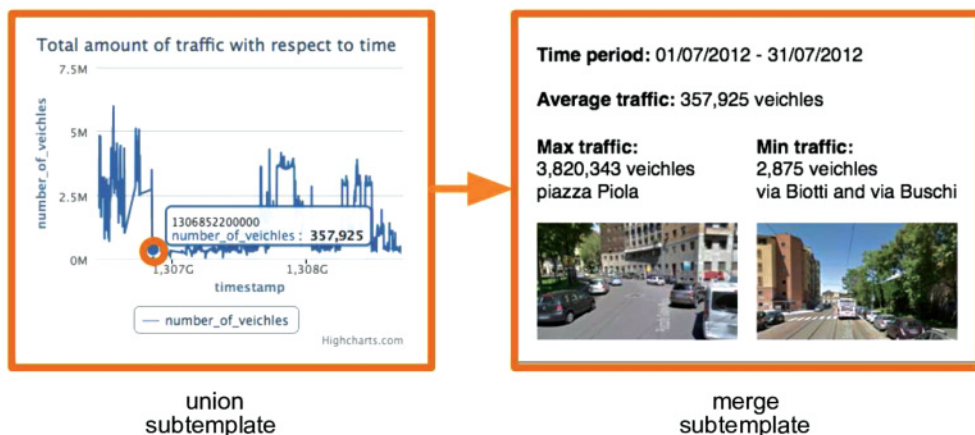 Total amount of traffic with respect to time
7.5M
5M
2.5M
0M
number_of_veichles
1306852200000
number_of_veichles : 357,925
1,307G
1,308G
timestamp
number_of_veichles
Highcharts.com
union
subtemplate
Time period: 01/07/2012 - 31/07/2012
Average traffic: 357,925 veichles
Max traffic:
3,820,343 veichles
piazza Piola
Min traffic:
2,875 veichles
via Biotti and via Buschi
merge
subtemplate